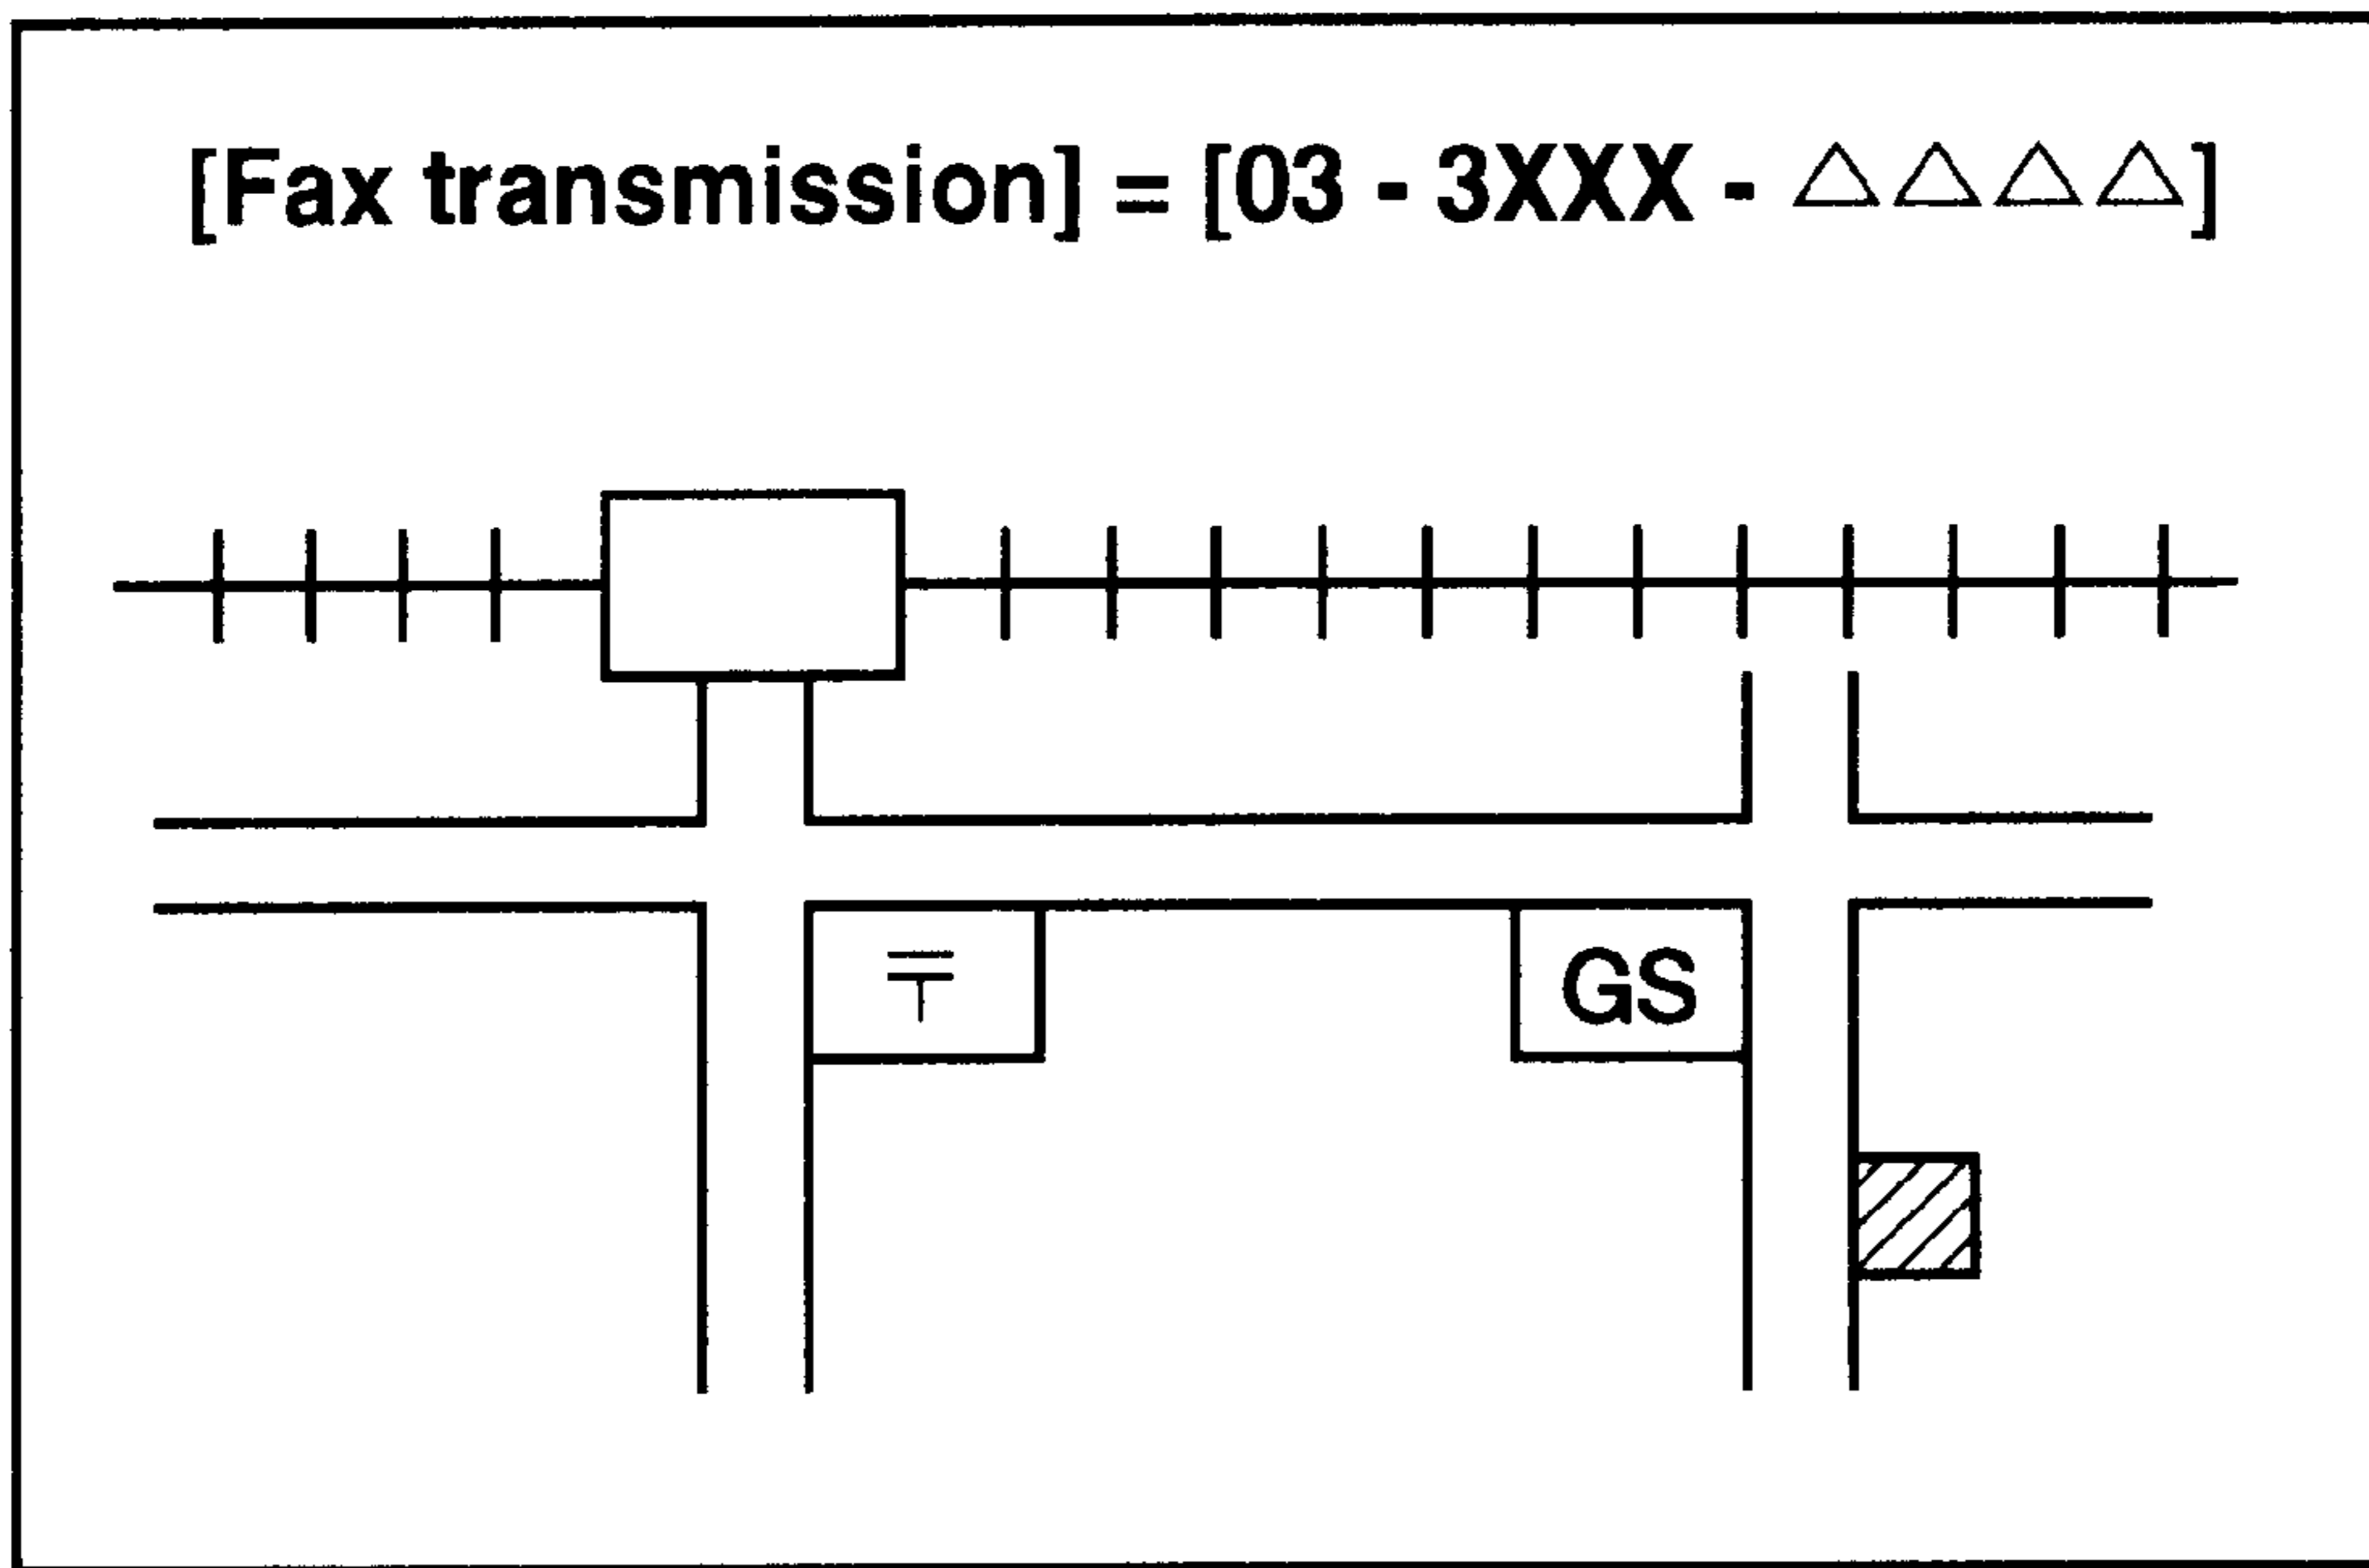 [Fax transmission] = [03 - 3XXX - △△△△]
〒 GS